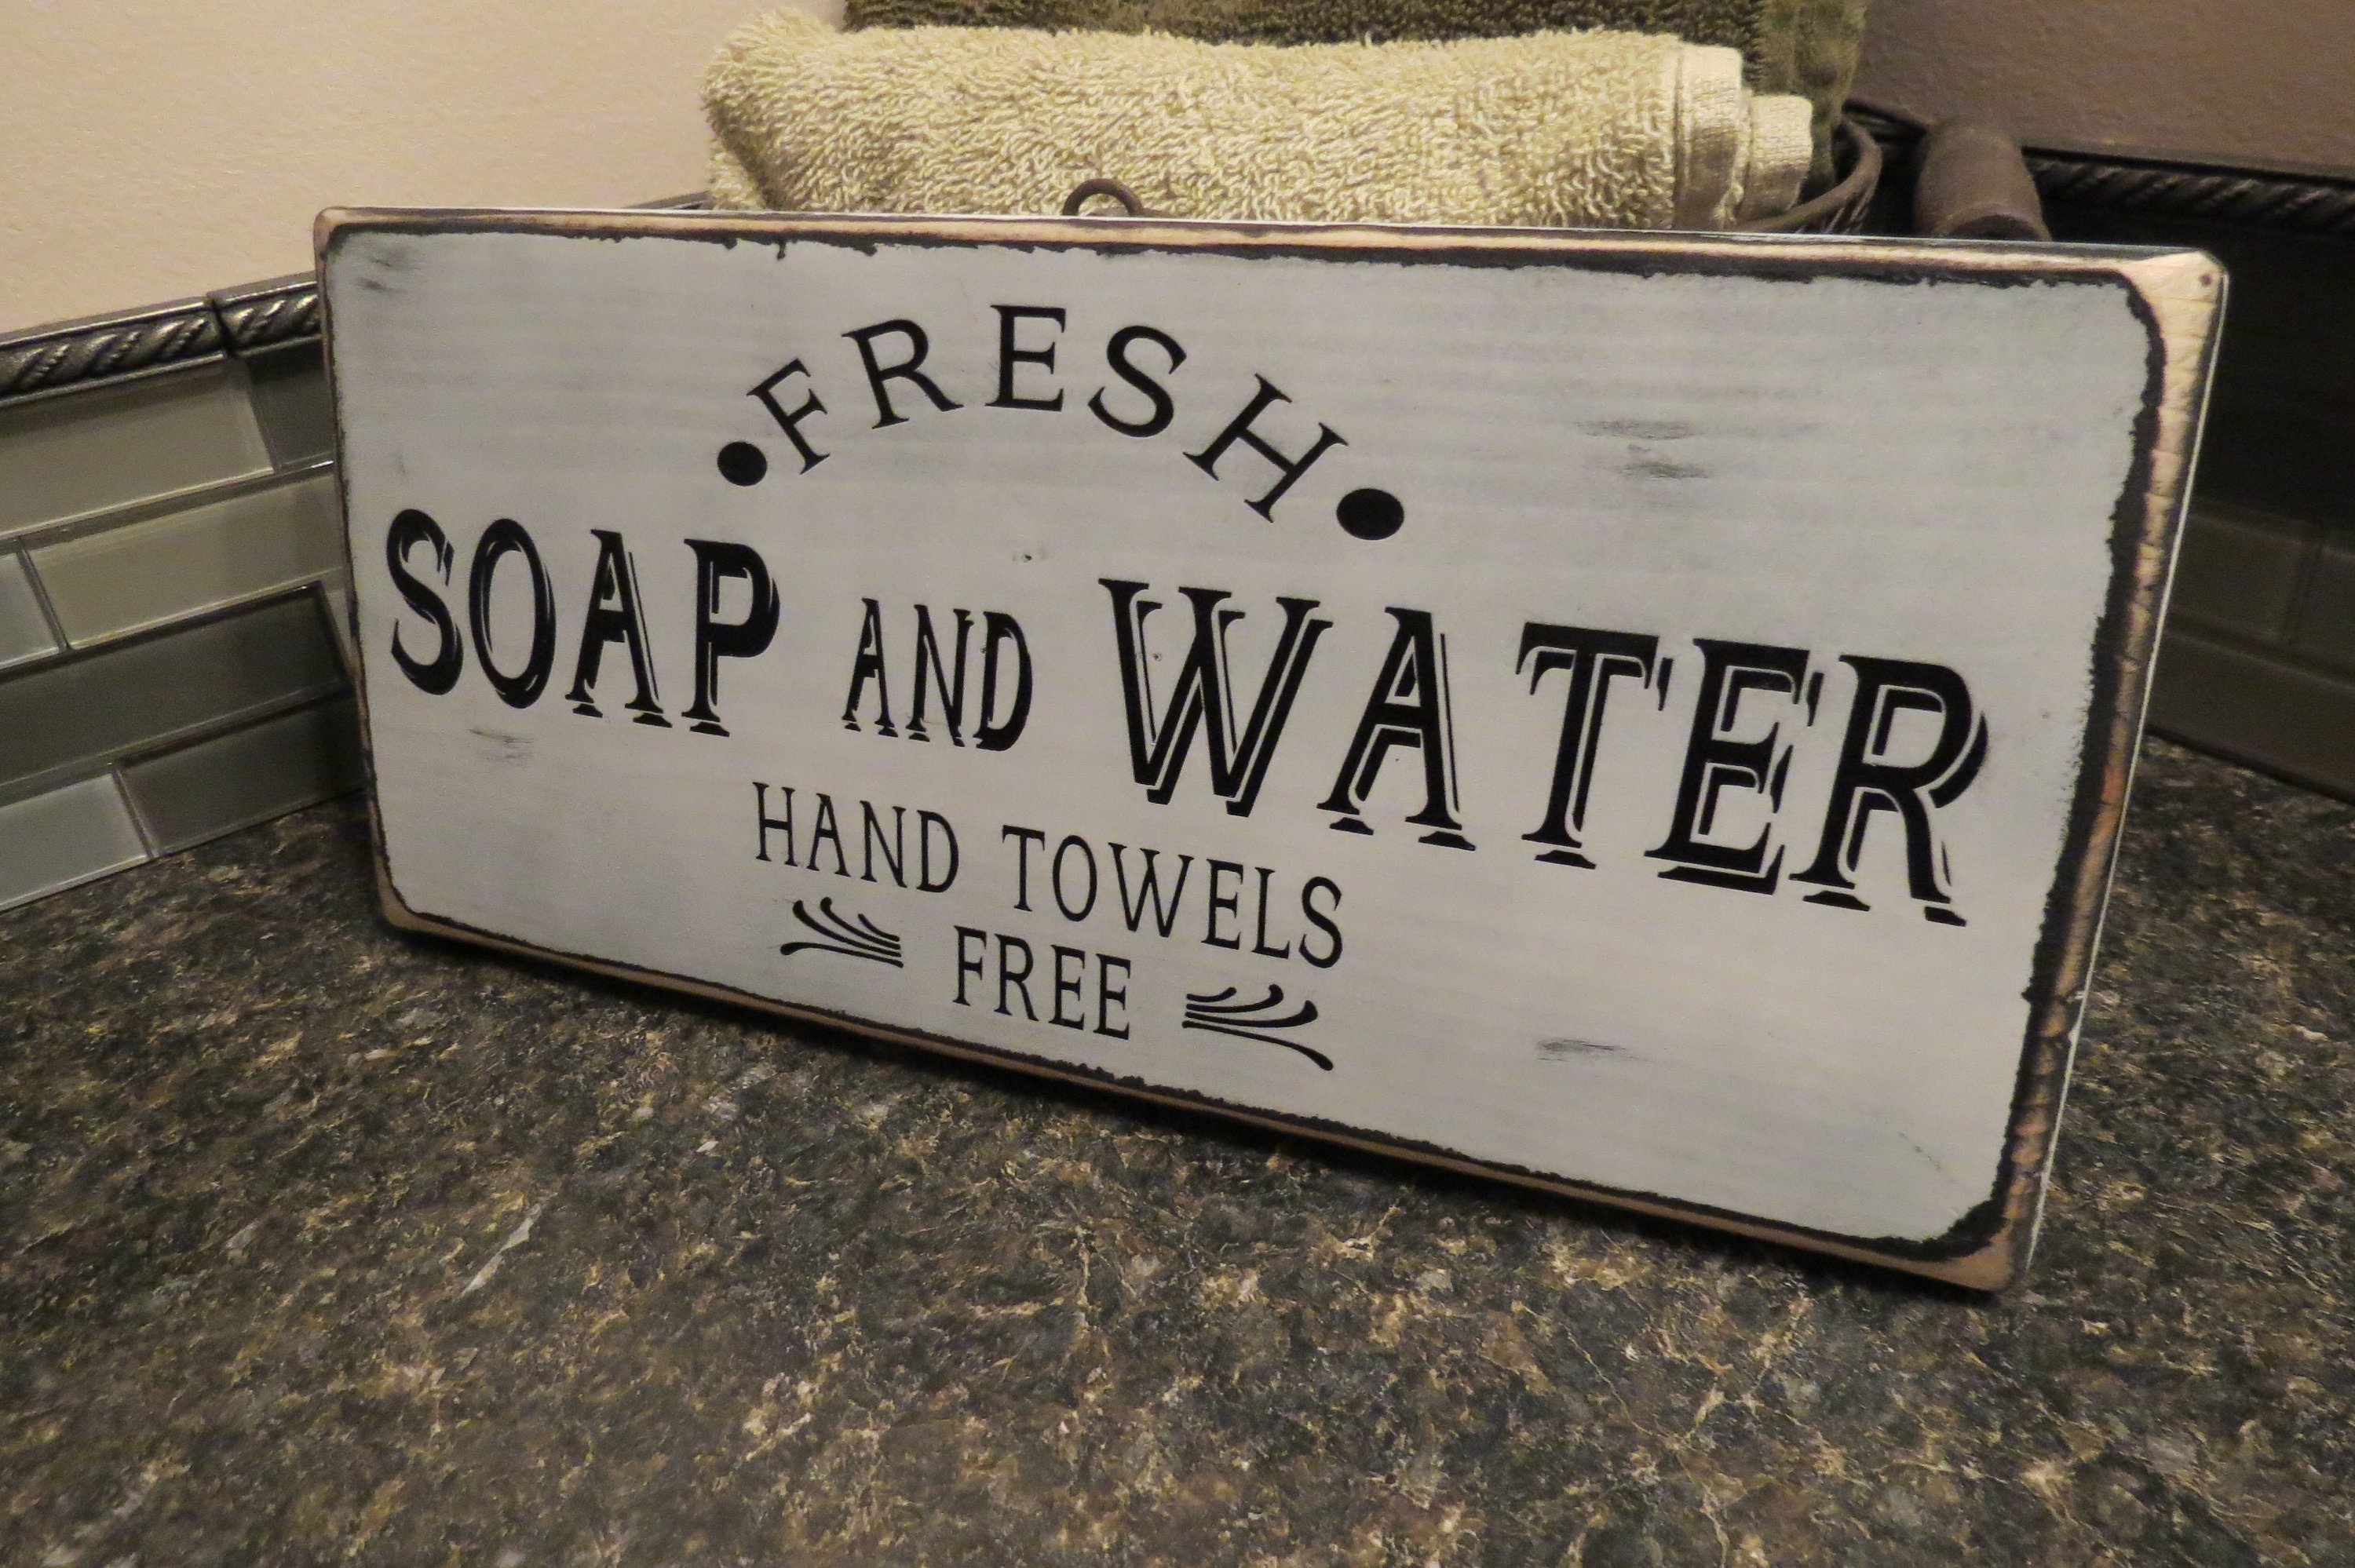 •FRESH•
SOAP AND WATER
HAND TOWELS
FREE